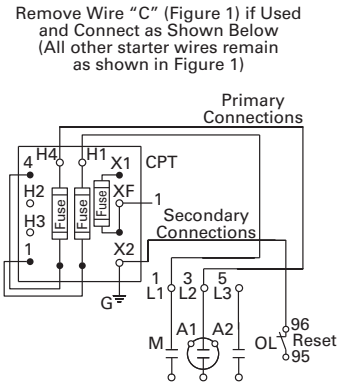 Remove Wire “C” (Figure 1) if Used
and Connect as Shown Below
(All other starter wires remain
as shown in Figure 1)
Primary
Connections
4 H4 H1 X1 CPT
H2 XF 1
H3 Fuse Fuse Fuse
Secondary
Connections
1 X2
G
1 3 5
L1 L2 L3
M A1 A2 OL 96
Reset
95